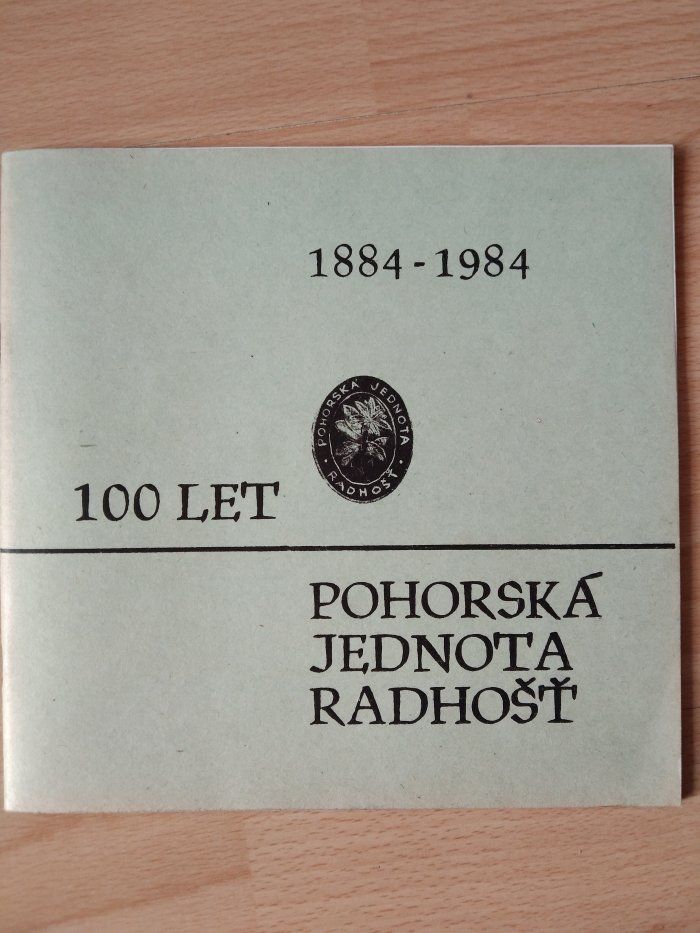 1884-1984
POHORSKÁ JEDNOTA
· RADHOŠŤ ·
100 LET
POHORSKÁ
JEDNOTA
RADHOŠŤ